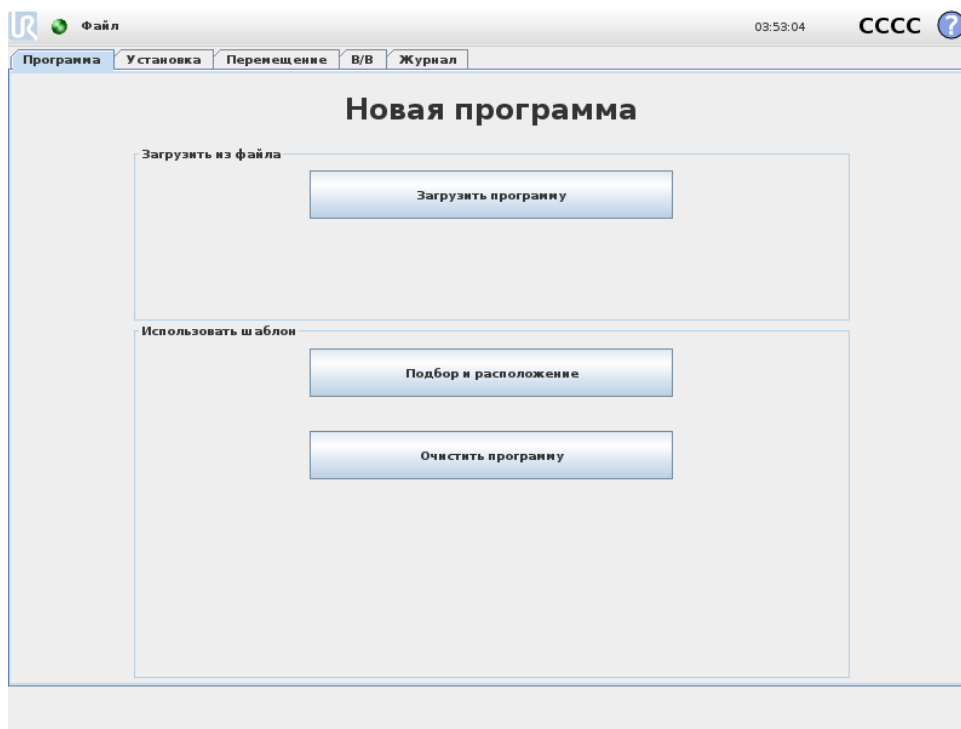 UR Файл 03:53:04 CCCC ?
Программа Установка Перемещение В/В Журнал
Новая программа
Загрузить из файла
Загрузить программу
Использовать шаблон
Подбор и расположение
Очистить программу